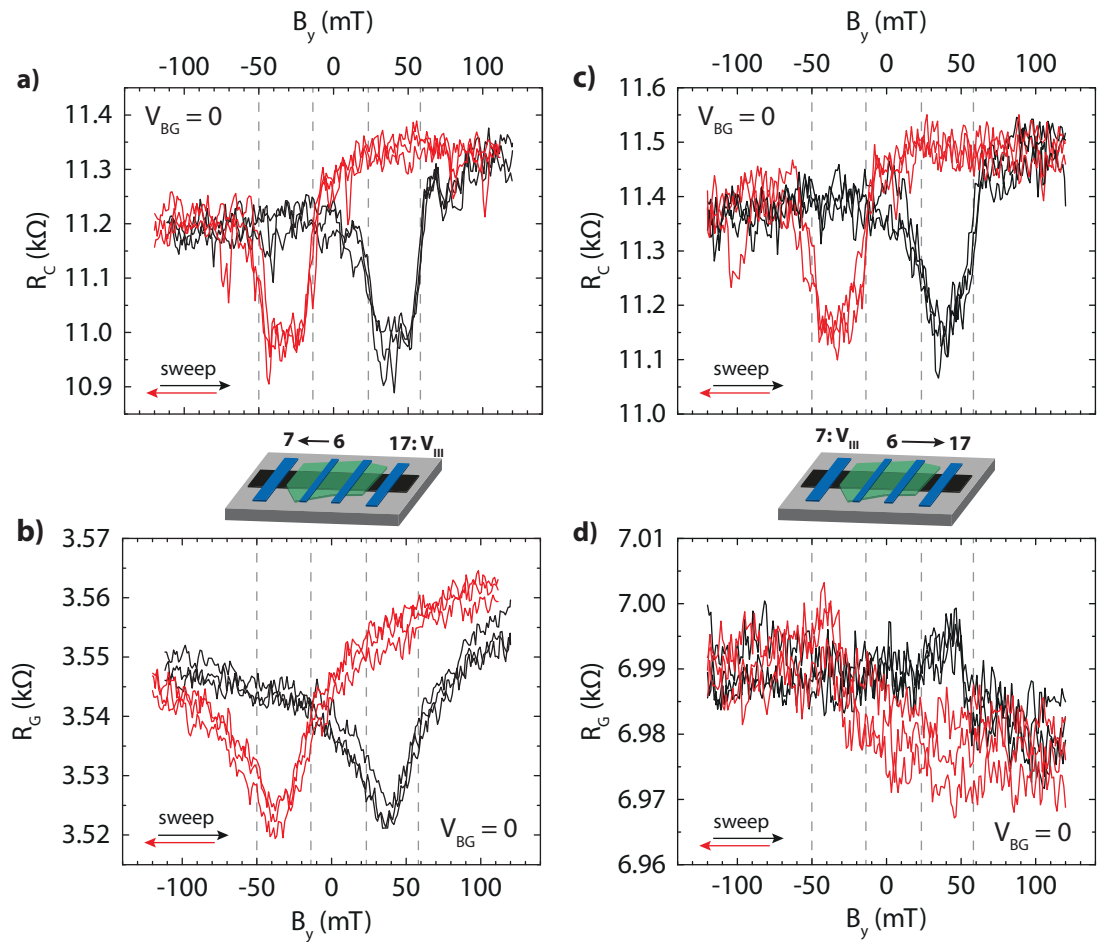 B_y (mT)
-100 -50 0 50 100
a)
V_BG = 0
11.4
11.3
11.2
11.1
11.0
10.9
R_C (kΩ)
sweep
B_y (mT)
-100 -50 0 50 100
c)
V_BG = 0
11.6
11.5
11.4
11.3
11.2
11.1
11.0
R_C (kΩ)
sweep
7 ← 6 17: V_III
7: V_III 6 → 17
b)
3.57
3.56
3.55
3.54
3.53
3.52
R_G (kΩ)
sweep
V_BG = 0
-100 -50 0 50 100
B_y (mT)
d)
7.01
7.00
6.99
6.98
6.97
6.96
R_G (kΩ)
sweep
V_BG = 0
-100 -50 0 50 100
B_y (mT)